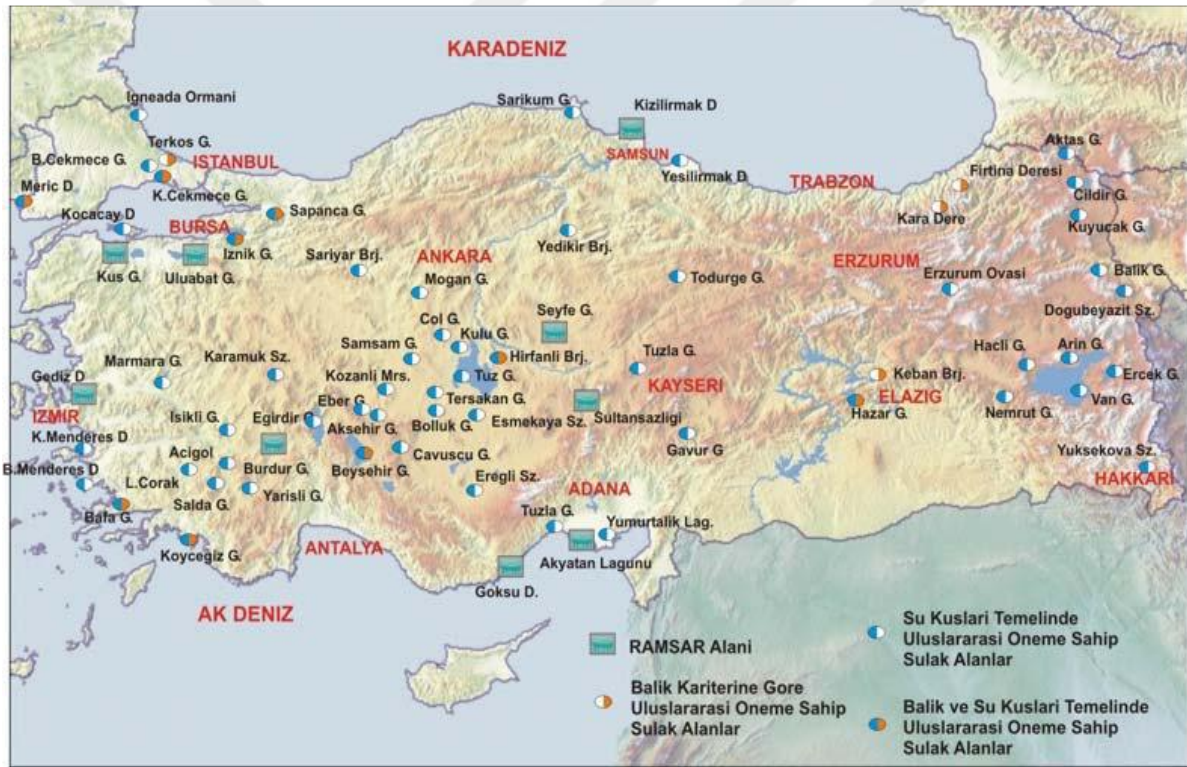 KARADENIZ
Igneada Ormani
Sarikum G.
Kizilirmak D
Terkos G.
B.Cekmece G.
ISTANBUL
SAMSUN
Aktas G.
Meric D
K.Cekmece G.
Yesilirmak D
TRABZON
Firtina Deresi
Cildir G.
Kocacay D
Sapanca G.
BURSA
Kara Dere
Kuyucak G.
Iznik G.
Kus G.
Uluabat G.
Sariyar Brj.
ANKARA
Yedikir Brj.
Mogan G.
Todurge G.
ERZURUM
Erzurum Ovasi
Balik G.
Dogubeyazit Sz.
Col G.
Kulu G.
Seyfe G.
Samsam G.
Hirfanli Brj.
Tuzla G.
Hacli G.
Arin G.
Marmara G.
Karamuk Sz.
Gediz D
Kozanli Mrs.
Tuz G.
KAYSERI
Keban Brj.
ELAZIG
Ercek G.
Van G.
IZMIR
Isikli G.
Egirdir G.
Eber G.
Tersakan G.
Aksehir G.
Bolluk G.
Esmekaya Sz.
Sultansazligi
Hazar G.
Nemrut G.
K.Menderes D
Acigol
Burdur G.
Beysehir G.
Cavuscu G.
Gavur G
Yuksekova Sz.
B.Menderes D
L.Corak
Salda G.
Yarisli G.
Eregli Sz.
HAKKARI
Bafa G.
ADANA
Tuzla G.
Yumurtalik Lag.
Koycegiz G.
ANTALYA
Akyatan Lagunu
Goksu D.
AK DENIZ
RAMSAR Alani
Balik Kariterine Gore
Uluslararasi Oneme Sahip
Sulak Alanlar
Su Kuslari Temelinde
Uluslararasi Oneme Sahip
Sulak Alanlar
Balik ve Su Kuslari Temelinde
Uluslararasi Oneme Sahip
Sulak Alanlar